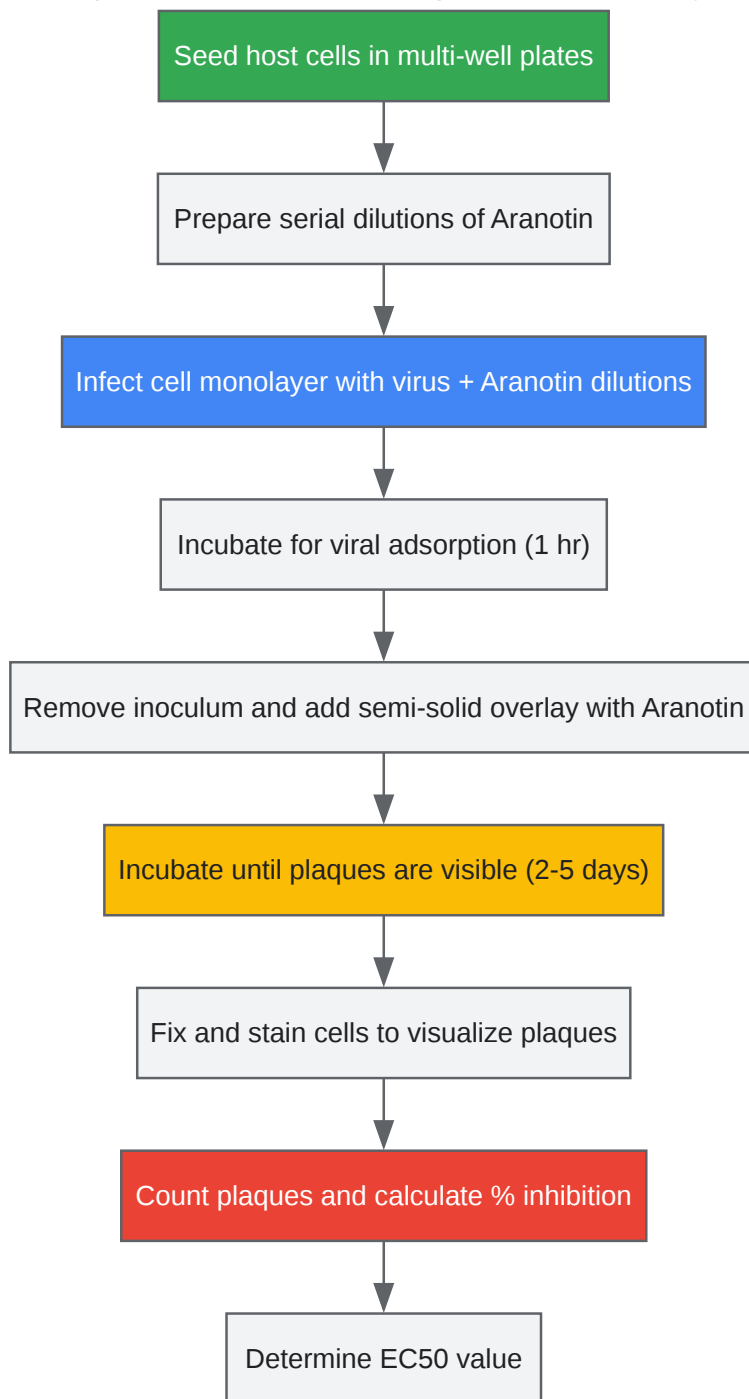 Seed host cells in multi-well plates
Prepare serial dilutions of Aranotin
Infect cell monolayer with virus + Aranotin dilutions
Incubate for viral adsorption (1 hr)
Remove inoculum and add semi-solid overlay with Aranotin
Incubate until plaques are visible (2-5 days)
Fix and stain cells to visualize plaques
Count plaques and calculate % inhibition
Determine EC50 value